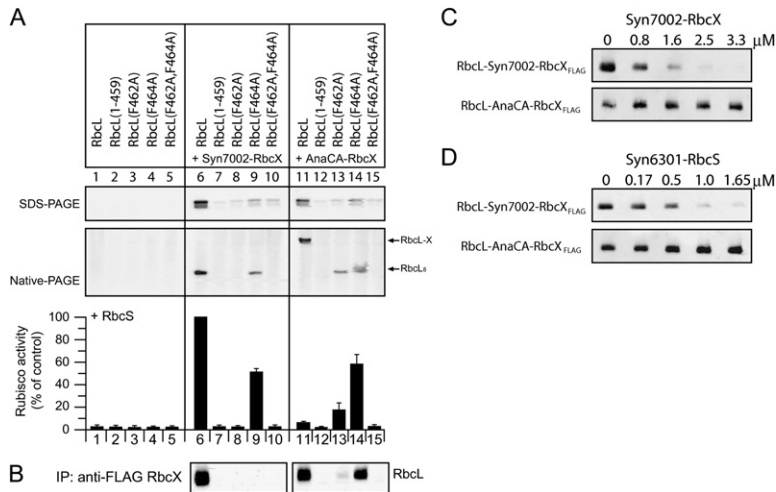 A
RbcL
RbcL(1-459)
RbcL(F462A)
RbcL(F464A)
RbcL(F462A,F464A)
RbcL
RbcL(1-459)
RbcL(F462A)
RbcL(F464A)
RbcL(F462A,F464A)
RbcL
RbcL(1-459)
RbcL(F462A)
RbcL(F464A)
RbcL(F462A,F464A)
+ Syn7002-RbcX
+ AnaCA-RbcX
1 2 3 4 5 6 7 8 9 10 11 12 13 14 15
SDS-PAGE
RbcL-X
RbcL8
Native-PAGE
+ RbcS
Rubisco activity
(% of control)
100
80
60
40
20
0
1 2 3 4 5 6 7 8 9 10 11 12 13 14 15
B
IP: anti-FLAG RbcX
RbcL
C
Syn7002-RbcX
0 0.8 1.6 2.5 3.3 μM
RbcL-Syn7002-RbcXFLAG
RbcL-AnaCA-RbcXFLAG
D
Syn6301-RbcS
0 0.17 0.5 1.0 1.65 μM
RbcL-Syn7002-RbcXFLAG
RbcL-AnaCA-RbcXFLAG